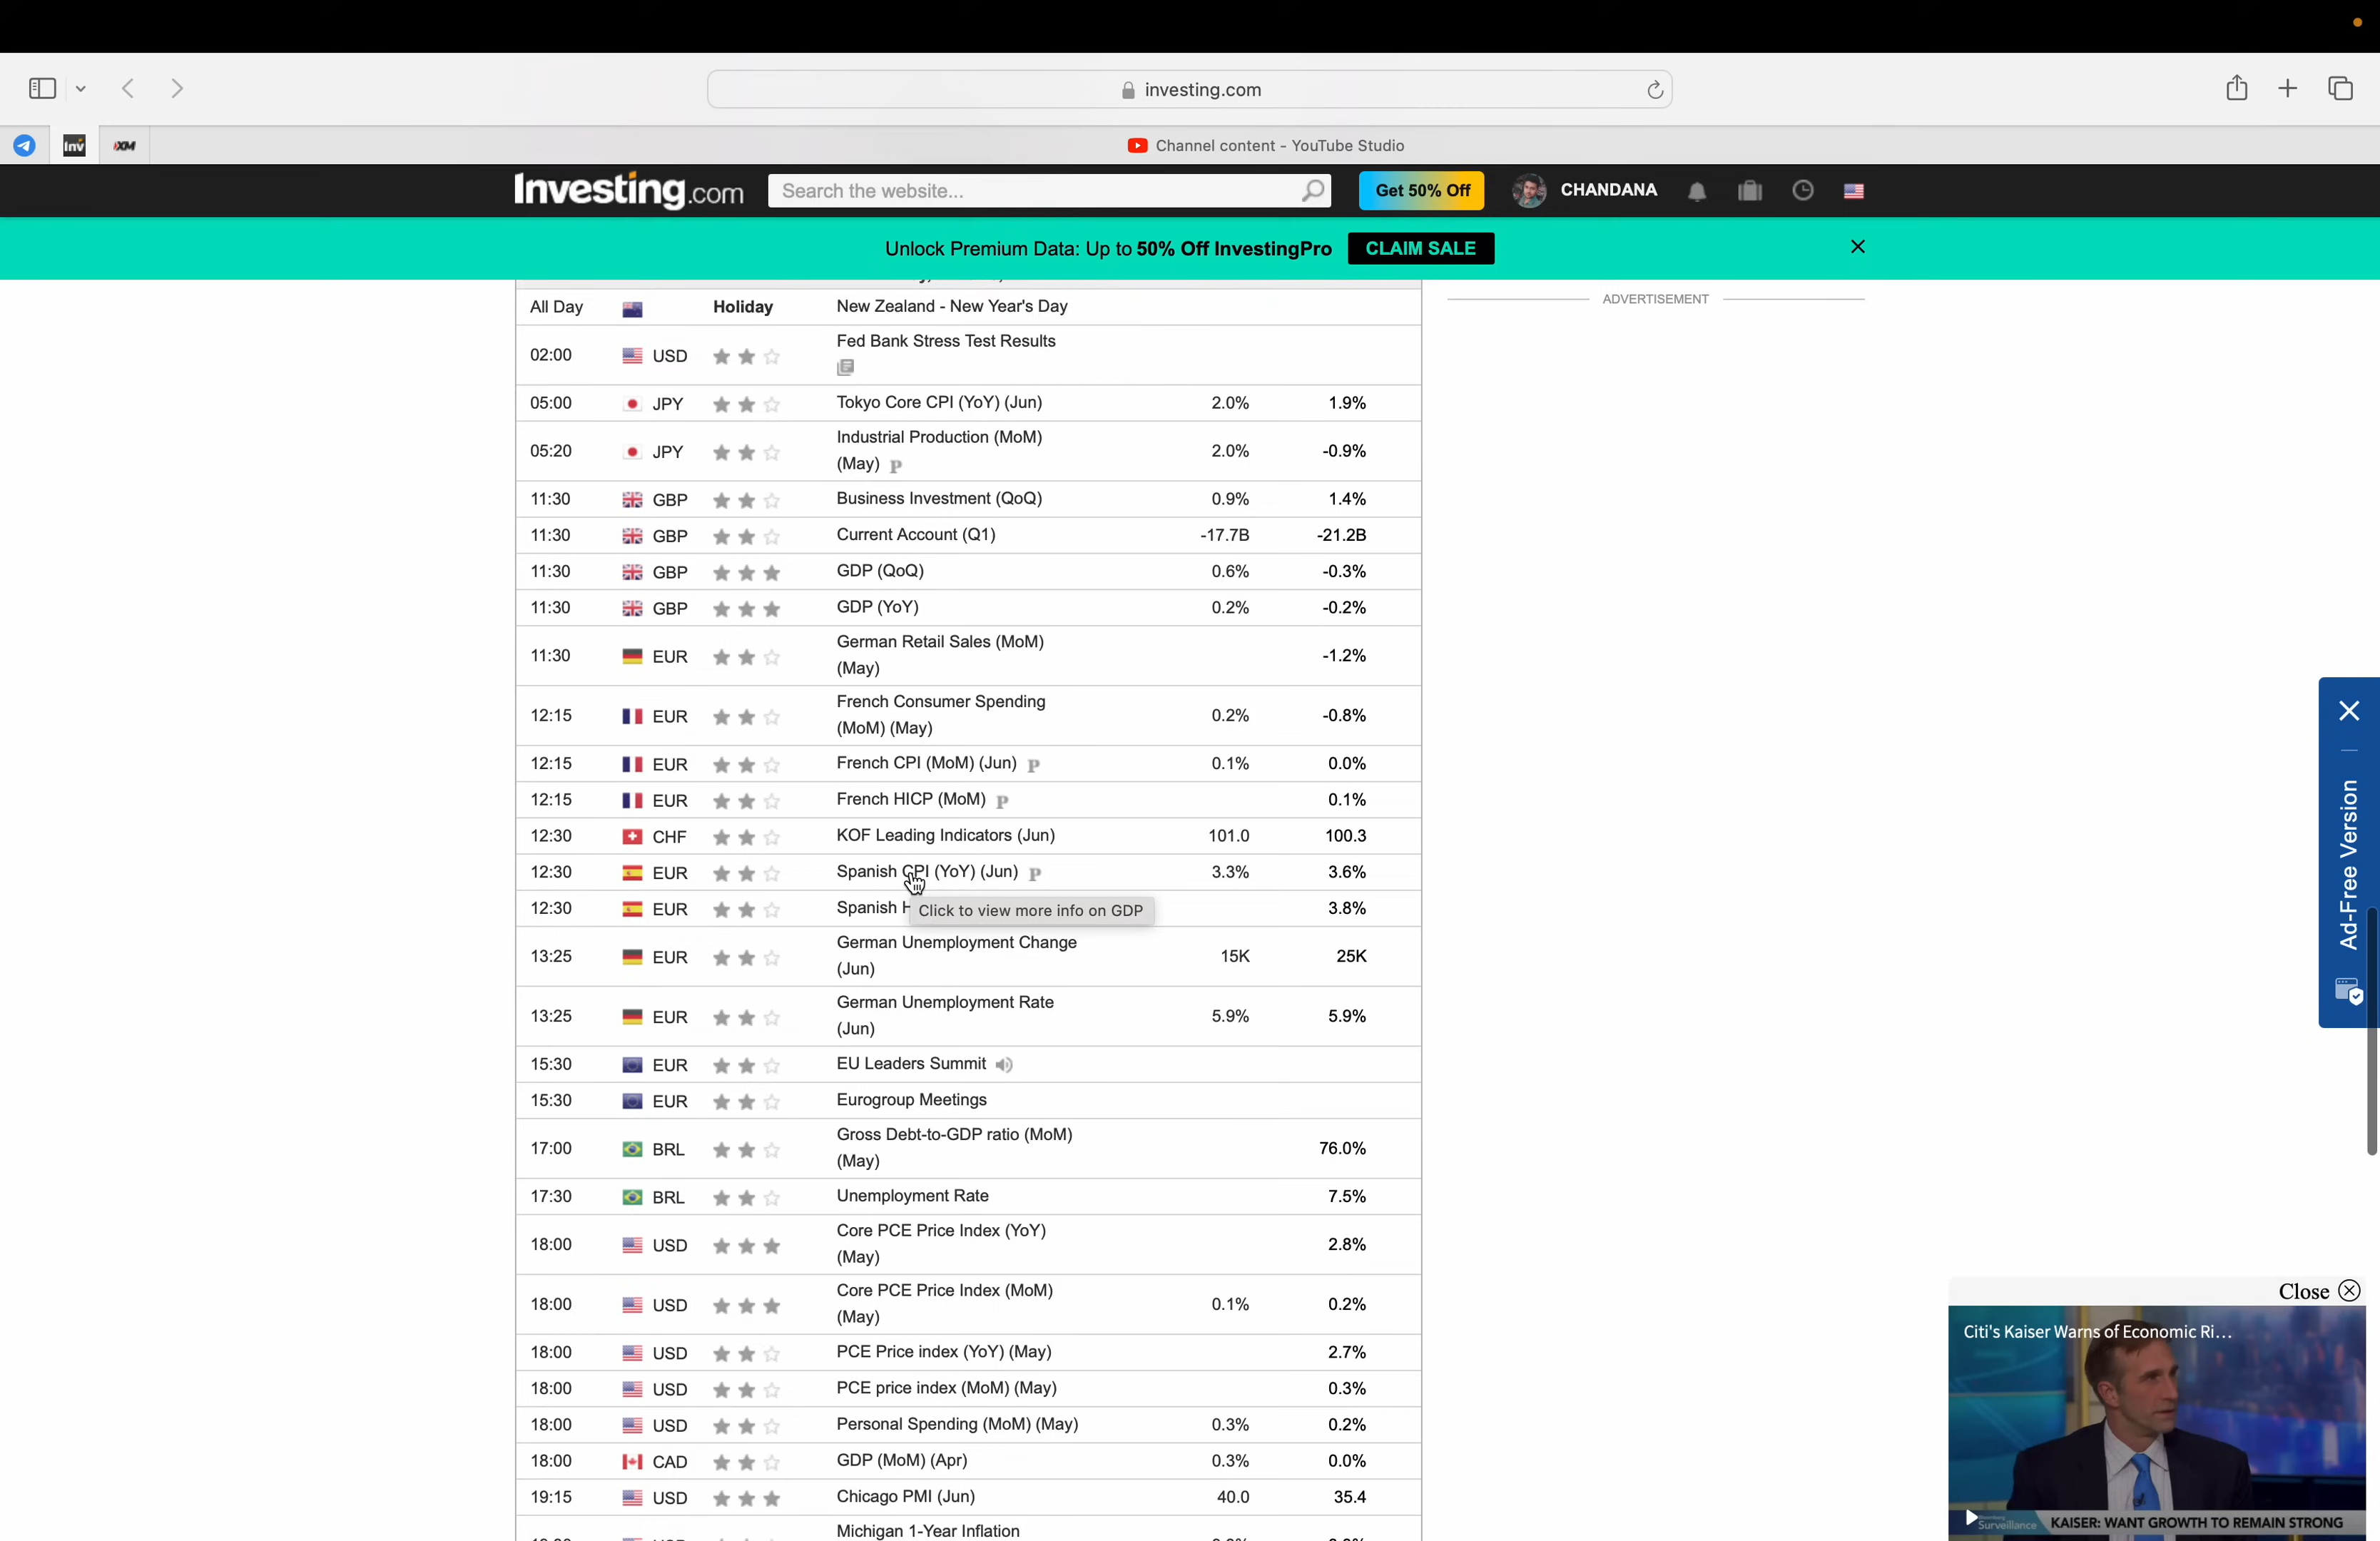 investing.com
Inv
XM
Channel content - YouTube Studio
Investing.com
Search the website...
Get 50% Off
CHANDANA
Unlock Premium Data: Up to 50% Off InvestingPro
CLAIM SALE
ADVERTISEMENT
All Day Holiday New Zealand - New Year's Day
02:00 USD Fed Bank Stress Test Results
05:00 JPY Tokyo Core CPI (YoY) (Jun) 2.0% 1.9%
05:20 JPY Industrial Production (MoM) 2.0% -0.9%
(May) P
11:30 GBP Business Investment (QoQ) 0.9% 1.4%
11:30 GBP Current Account (Q1) -17.7B -21.2B
11:30 GBP GDP (QoQ) 0.6% -0.3%
11:30 GBP GDP (YoY) 0.2% -0.2%
11:30 EUR German Retail Sales (MoM) -1.2%
(May)
12:15 EUR French Consumer Spending 0.2% -0.8%
(MoM) (May)
12:15 EUR French CPI (MoM) (Jun) P 0.1% 0.0%
12:15 EUR French HICP (MoM) P 0.1%
12:30 CHF KOF Leading Indicators (Jun) 101.0 100.3
12:30 EUR Spanish CPI (YoY) (Jun) P 3.3% 3.6%
12:30 EUR Spanish 3.8%
Click to view more info on GDP
13:25 EUR German Unemployment Change 15K 25K
(Jun)
13:25 EUR German Unemployment Rate 5.9% 5.9%
(Jun)
15:30 EUR EU Leaders Summit
15:30 EUR Eurogroup Meetings
17:00 BRL Gross Debt-to-GDP ratio (MoM) 76.0%
(May)
17:30 BRL Unemployment Rate 7.5%
18:00 USD Core PCE Price Index (YoY) 2.8%
(May)
18:00 USD Core PCE Price Index (MoM) 0.1% 0.2%
(May)
18:00 USD PCE Price index (YoY) (May) 2.7%
18:00 USD PCE price index (MoM) (May) 0.3%
18:00 USD Personal Spending (MoM) (May) 0.3% 0.2%
18:00 CAD GDP (MoM) (Apr) 0.3% 0.0%
19:15 USD Chicago PMI (Jun) 40.0 35.4
Michigan 1-Year Inflation
Ad-Free Version
Close
Citi's Kaiser Warns of Economic Ri...
Surveillance
KAISER: WANT GROWTH TO REMAIN STRONG